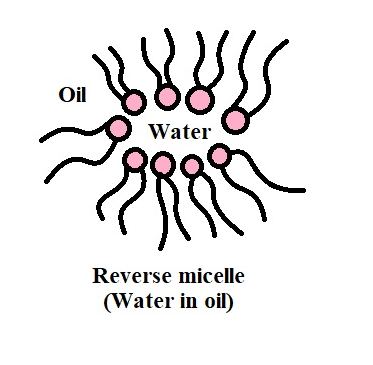 Oil
Water
Reverse micelle
(Water in oil)